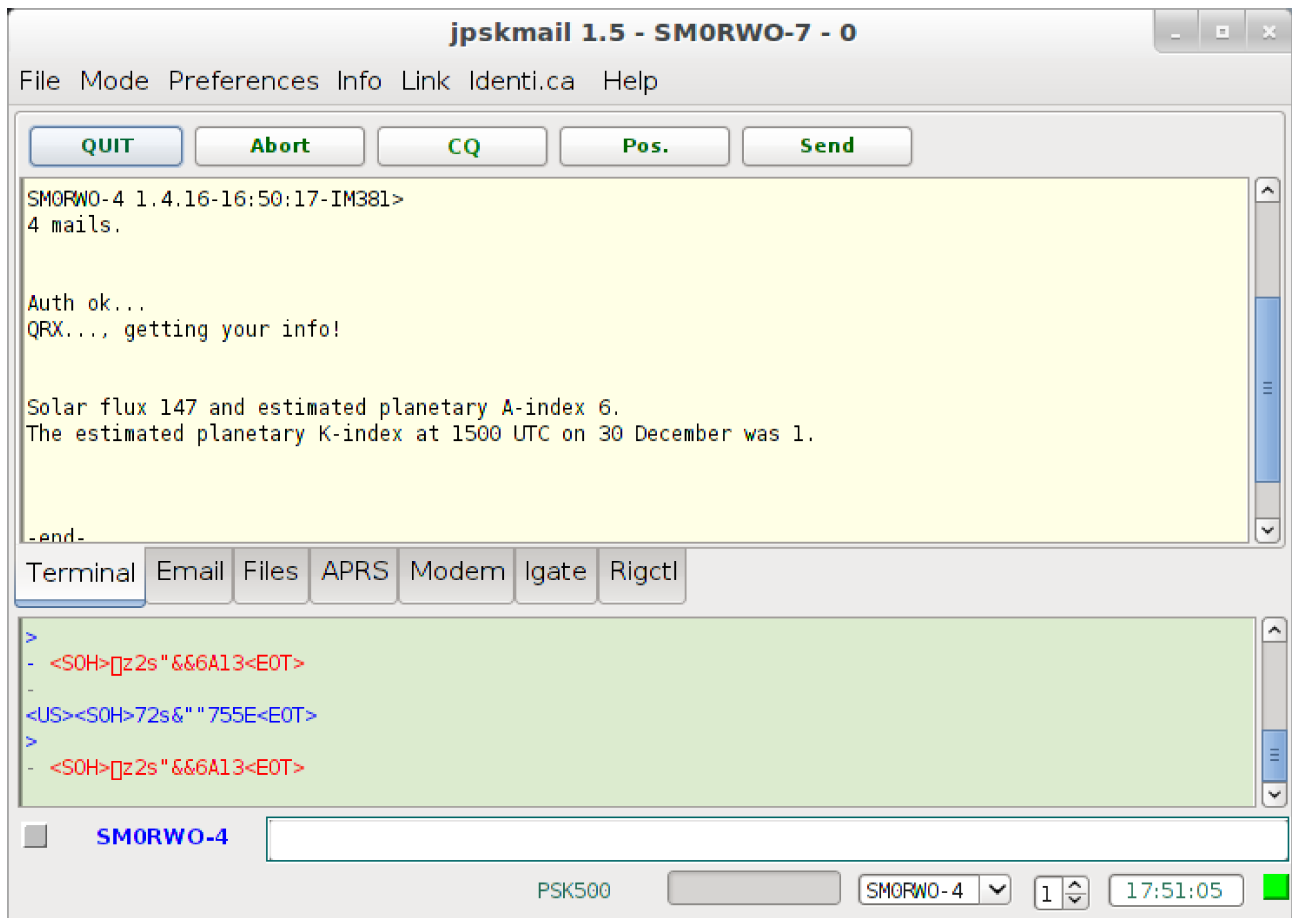 jpskmail 1.5 - SM0RWO-7 - 0
File Mode Preferences Info Link Identi.ca Help
QUIT Abort CQ Pos. Send
SM0RWO-4 1.4.16-16:50:17-IM38l>
4 mails.
Auth ok...
QRX..., getting your info!
Solar flux 147 and estimated planetary A-index 6.
The estimated planetary K-index at 1500 UTC on 30 December was 1.
-end-
Terminal Email Files APRS Modem Igate Rigctl
>
- <SOH>▯z2s"&&6A13<EOT>
-
<US><SOH>72s&""755E<EOT>
>
- <SOH>▯z2s"&&6A13<EOT>
SM0RWO-4
PSK500 SM0RWO-4 1 17:51:05